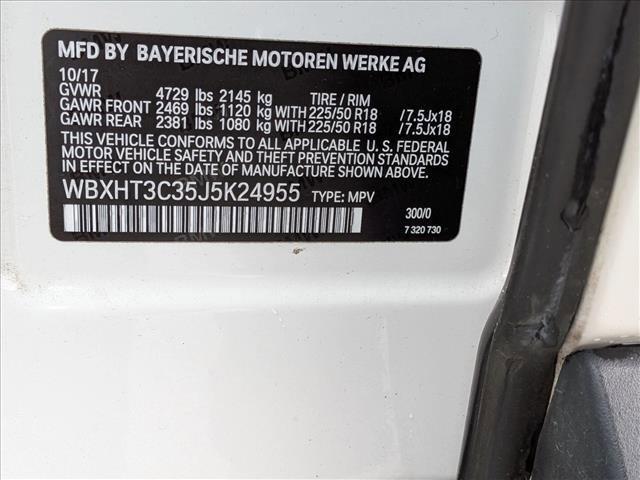 MFD BY BAYERISCHE MOTOREN WERKE AG
10/17
GVWR 4729 lbs 2145 kg TIRE / RIM
GAWR FRONT 2469 lbs 1120 kg WITH 225/50 R18 / 7.5Jx18
GAWR REAR 2381 lbs 1080 kg WITH 225/50 R18 / 7.5Jx18
THIS VEHICLE CONFORMS TO ALL APPLICABLE U. S. FEDERAL
MOTOR VEHICLE SAFETY AND THEFT PREVENTION STANDARDS
IN EFFECT ON THE DATE OF MANUFACTURE SHOWN ABOVE.
WBXHT3C35J5K24955 TYPE: MPV
300/0
7 320 730